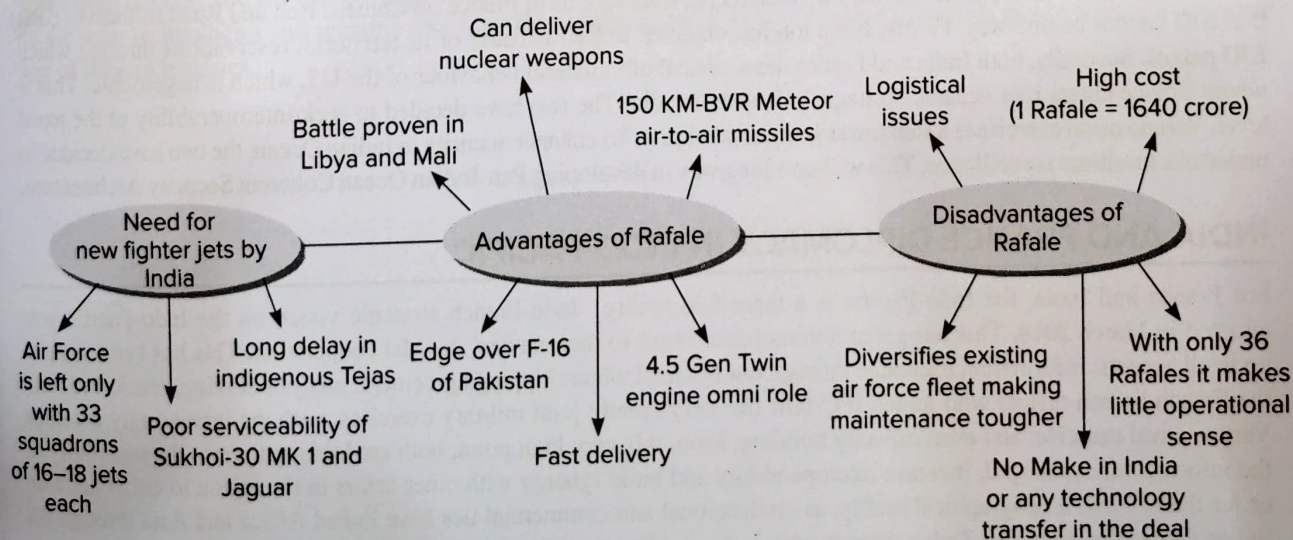 Can deliver
nuclear weapons
Battle proven in
Libya and Mali
150 KM-BVR Meteor
air-to-air missiles
Logistical
issues
High cost
(1 Rafale = 1640 crore)
Need for
new fighter jets by
India
Advantages of Rafale
Disadvantages of
Rafale
Air Force
is left only
with 33
squadrons
of 16–18 jets
each
Poor serviceability of
Sukhoi-30 MK 1 and
Jaguar
Long delay in
indigenous Tejas
Edge over F-16
of Pakistan
Fast delivery
4.5 Gen Twin
engine omni role
Diversifies existing
air force fleet making
maintenance tougher
No Make in India
or any technology
transfer in the deal
With only 36
Rafales it makes
little operational
sense